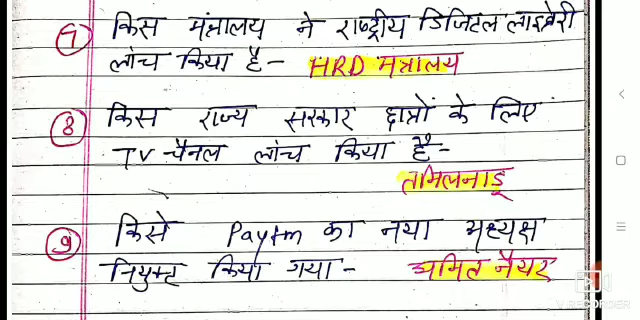 7 किस मंत्रालय ने राष्ट्रीय डिजिटल लाइब्रेरी
लांच किया है- HRD मंत्रालय
8 किस राज्य सरकार छात्रों के लिए
TV चैनल लांच किया है-
तमिलनाडू
9. किसे Paytm का नया अध्यक्ष
नियुक्त किया गया- अमित नैयर
V RECORDER